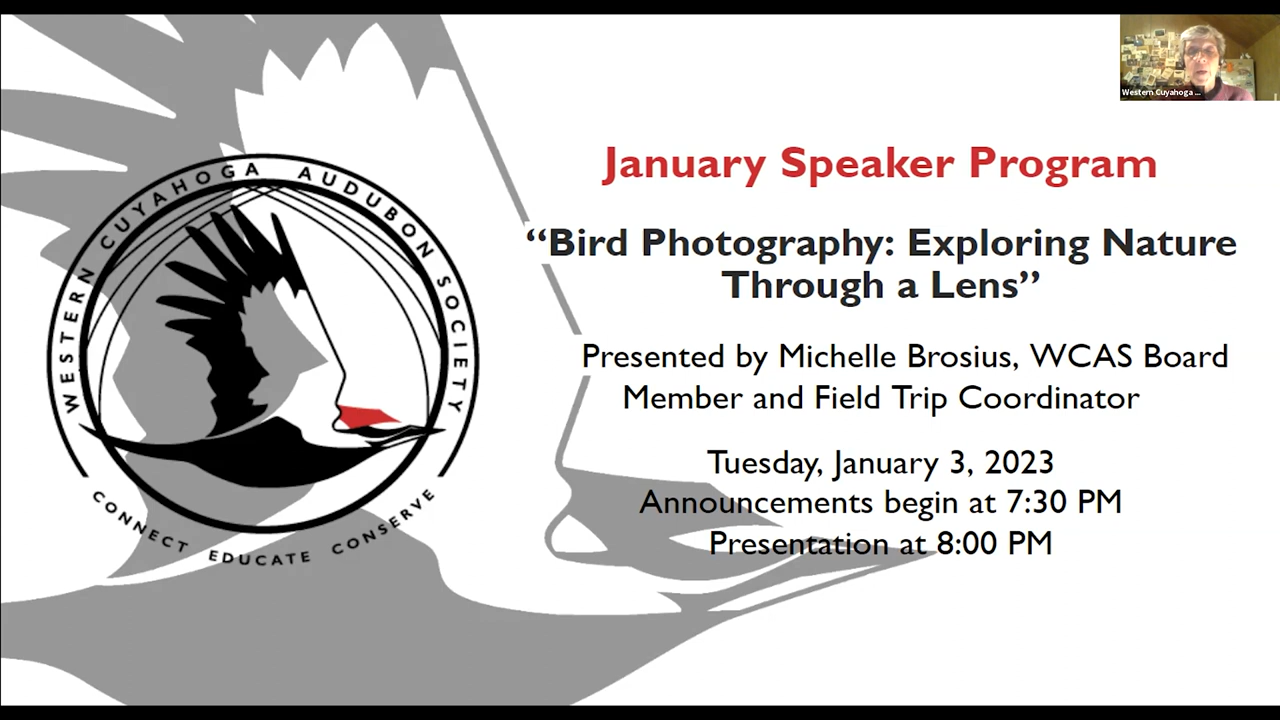 Western Cuyahoga ...
January Speaker Program
“Bird Photography: Exploring Nature
Through a Lens”
Presented by Michelle Brosius, WCAS Board
Member and Field Trip Coordinator
Tuesday, January 3, 2023
Announcements begin at 7:30 PM
Presentation at 8:00 PM
WESTERN CUYAHOGA AUDUBON SOCIETY
CONNECT EDUCATE CONSERVE